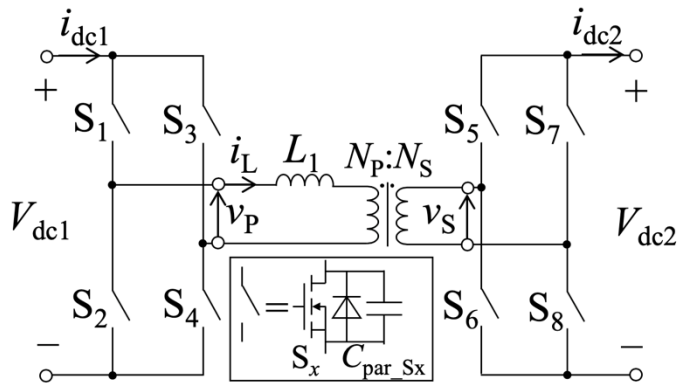 i_dc1
i_dc2
+
+
S_1
S_3
S_5
S_7
i_L
L_1
N_P:N_S
V_dc1
v_P
v_S
V_dc2
S_2
S_4
=
S_x
C_par_Sx
S_6
S_8
−
−